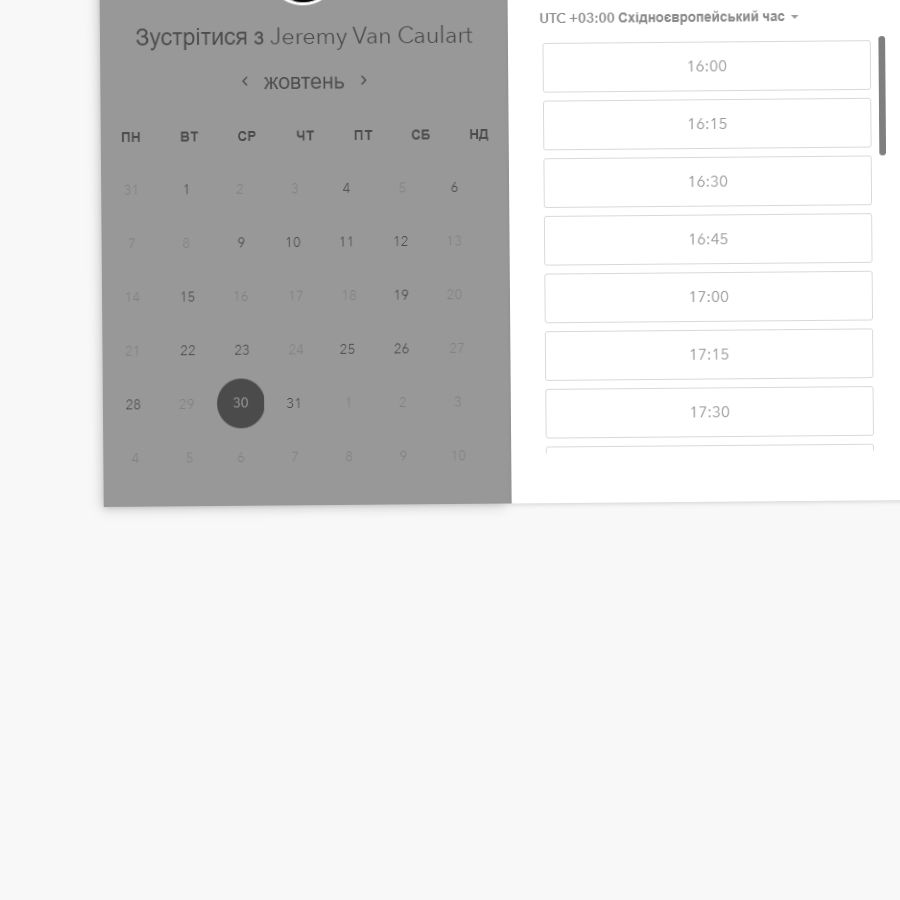 Зустрітися з Jeremy Van Caulart
‹ жовтень ›
ПН ВТ СР ЧТ ПТ СБ НД
31 1 2 3 4 5 6
7 8 9 10 11 12 13
14 15 16 17 18 19 20
21 22 23 24 25 26 27
28 29 30 31 1 2 3
4 5 6 7 8 9 10
UTC +03:00 Східноєвропейський час
16:00
16:15
16:30
16:45
17:00
17:15
17:30